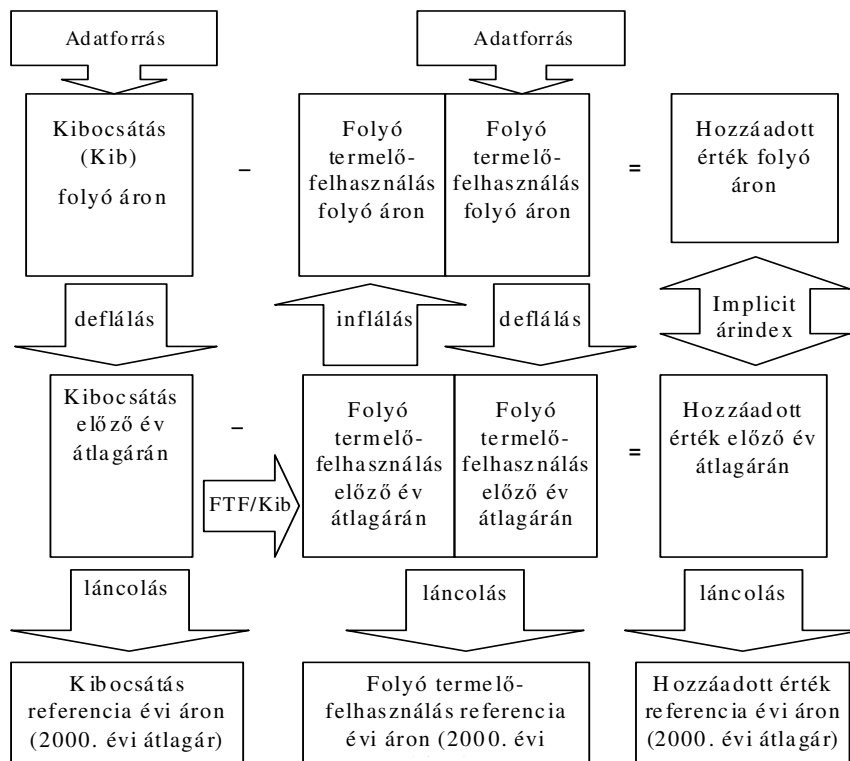 Adatforrás
Adatforrás
Kibocsátás
(Kib)
folyó áron
–
Folyó
termelő-
felhasználás
folyó áron
Folyó
termelő-
felhasználás
folyó áron
=
Hozzáadott
érték folyó
áron
deflálás
inflálás
deflálás
Implicit
árindex
Kibocsátás
előző év
átlagárán
–
FTF/Kib
Folyó
termelő-
felhasználás
előző év
átlagárán
Folyó
termelő-
felhasználás
előző év
átlagárán
=
Hozzáadott
érték előző év
átlagárán
láncolás
láncolás
láncolás
Kibocsátás
referencia évi áron
(2000. évi átlagár)
Folyó termelő-
felhasználás referencia
évi áron (2000. évi
Hozzáadott érték
referencia évi áron
(2000. évi átlagár)